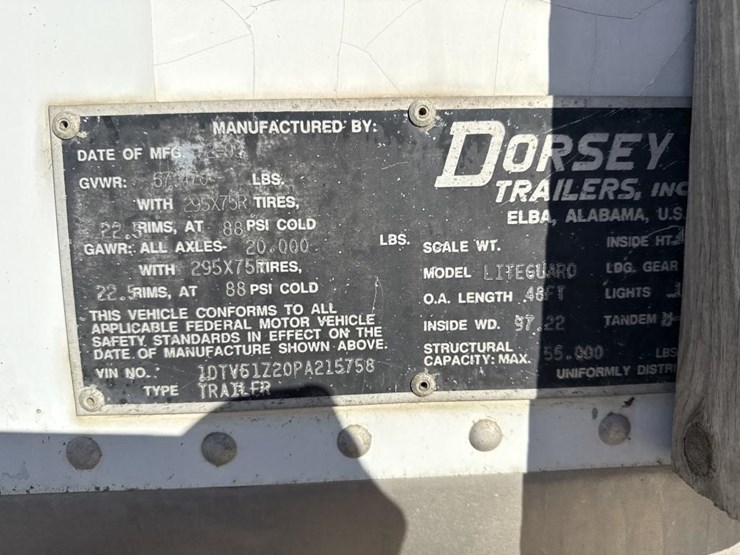 MANUFACTURED BY:
DORSEY
TRAILERS, INC
ELBA, ALABAMA, U.S.
DATE OF MFG.
GVWR: LBS.
WITH 295X75R TIRES,
22.5 RIMS, AT 88 PSI COLD
GAWR: ALL AXLES- 20.000 LBS.
WITH 295X75R TIRES,
22.5 RIMS, AT 88 PSI COLD
THIS VEHICLE CONFORMS TO ALL
APPLICABLE FEDERAL MOTOR VEHICLE
SAFETY STANDARDS IN EFFECT ON THE
DATE OF MANUFACTURE SHOWN ABOVE.
VIN NO.: 1DTV61Z20PA215758
TYPE TRAILER
SCALE WT. INSIDE HT.
MODEL LITEGUARD LDG. GEAR
O.A. LENGTH 48FT LIGHTS
INSIDE WD. 97.22 TANDEM
STRUCTURAL
CAPACITY: MAX. 55.000 LBS
UNIFORMLY DISTRI